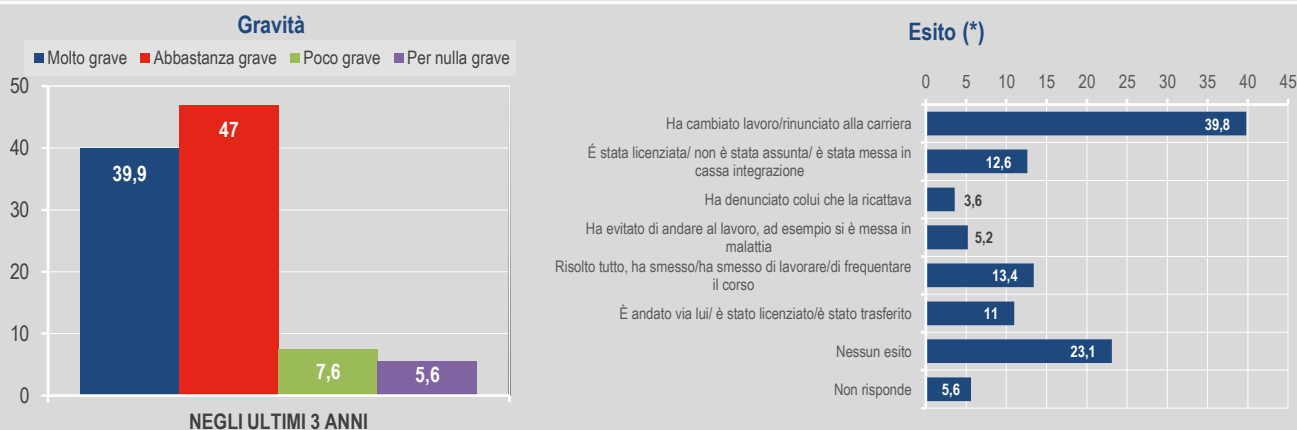 Gravità
Molto grave Abbastanza grave Poco grave Per nulla grave
50
40
30
20
10
0
39,9
47
7,6
5,6
NEGLI ULTIMI 3 ANNI
Esito (*)
0 5 10 15 20 25 30 35 40 45
Ha cambiato lavoro/rinunciato alla carriera
39,8
É stata licenziata/ non è stata assunta/ è stata messa in
cassa integrazione
12,6
Ha denunciato colui che la ricattava
3,6
Ha evitato di andare al lavoro, ad esempio si è messa in
malattia
5,2
Risolto tutto, ha smesso/ha smesso di lavorare/di frequentare
il corso
13,4
È andato via lui/ è stato licenziato/è stato trasferito
11
Nessun esito
23,1
Non risponde
5,6